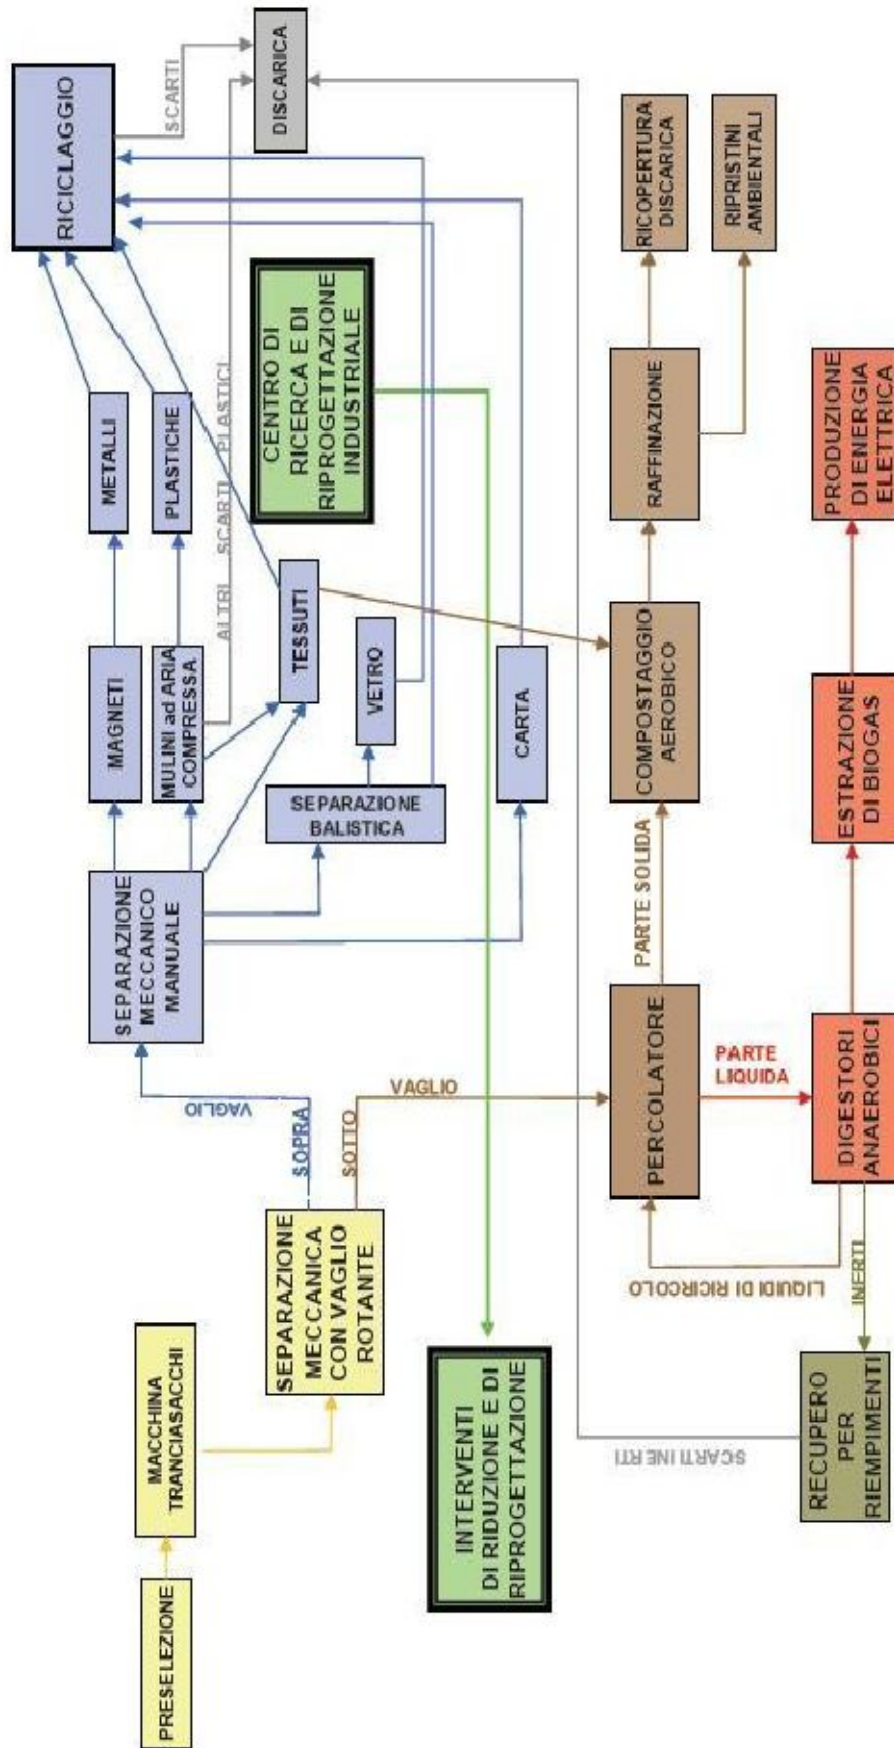 PRESELEZIONE
MACCHINA
TRANCIASACCHI
SEPARAZIONE
MECCANICA
CON VAGLIO
ROTANTE
SOPRA
VAGLIO
SOTTO
VAGLIO
SEPARAZIONE
MECCANICO
MANUALE
MAGNETI
METALLI
MULINI ad ARIA
COMPRESSA
PLASTICHE
ALTRI SCARTI PLASTICI
TESSUTI
SEPARAZIONE
BALISTICA
VETRO
CARTA
RICICLAGGIO
SCARTI
DISCARICA
CENTRO DI
RICERCA E DI
RIPROGETTAZIONE
INDUSTRIALE
INTERVENTI
DI RIDUZIONE E DI
RIPROGETTAZIONE
PERCOLATORE
PARTE SOLIDA
COMPOSTAGGIO
AEROBICO
RAFFINAZIONE
RICOPERTURA
DISCARICA
RIPRISTINI
AMBIENTALI
PARTE
LIQUIDA
LIQUIDI DI RICIRCOLO
DIGESTORI
ANAEROBICI
ESTRAZIONE
DI BIOGAS
PRODUZIONE
DI ENERGIA
ELETTRICA
INERTI
RECUPERO
PER
RIEMPIMENTI
SCARTI INERTI